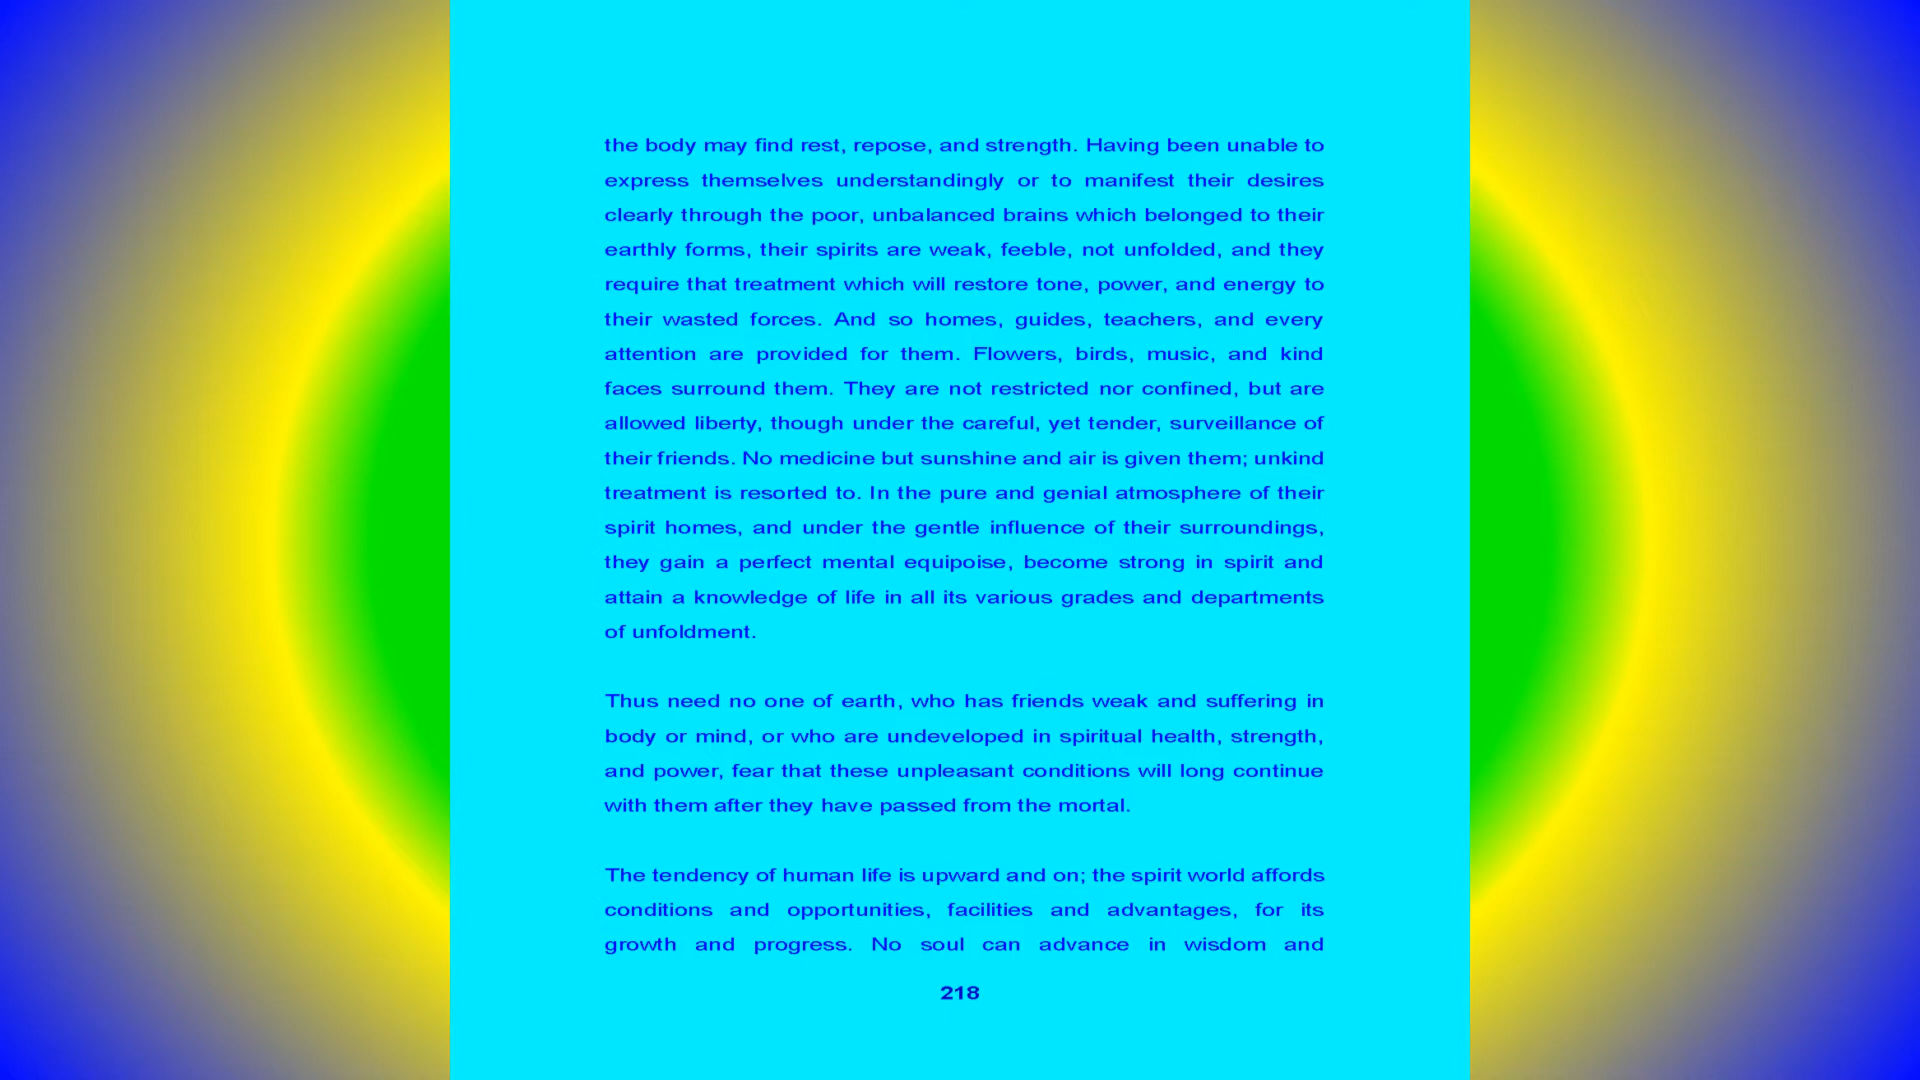 the body may find rest, repose, and strength. Having been unable to
express themselves understandingly or to manifest their desires
clearly through the poor, unbalanced brains which belonged to their
earthly forms, their spirits are weak, feeble, not unfolded, and they
require that treatment which will restore tone, power, and energy to
their wasted forces. And so homes, guides, teachers, and every
attention are provided for them. Flowers, birds, music, and kind
faces surround them. They are not restricted nor confined, but are
allowed liberty, though under the careful, yet tender, surveillance of
their friends. No medicine but sunshine and air is given them; unkind
treatment is resorted to. In the pure and genial atmosphere of their
spirit homes, and under the gentle influence of their surroundings,
they gain a perfect mental equipoise, become strong in spirit and
attain a knowledge of life in all its various grades and departments
of unfoldment.
Thus need no one of earth, who has friends weak and suffering in
body or mind, or who are undeveloped in spiritual health, strength,
and power, fear that these unpleasant conditions will long continue
with them after they have passed from the mortal.
The tendency of human life is upward and on; the spirit world affords
conditions and opportunities, facilities and advantages, for its
growth and progress. No soul can advance in wisdom and
218